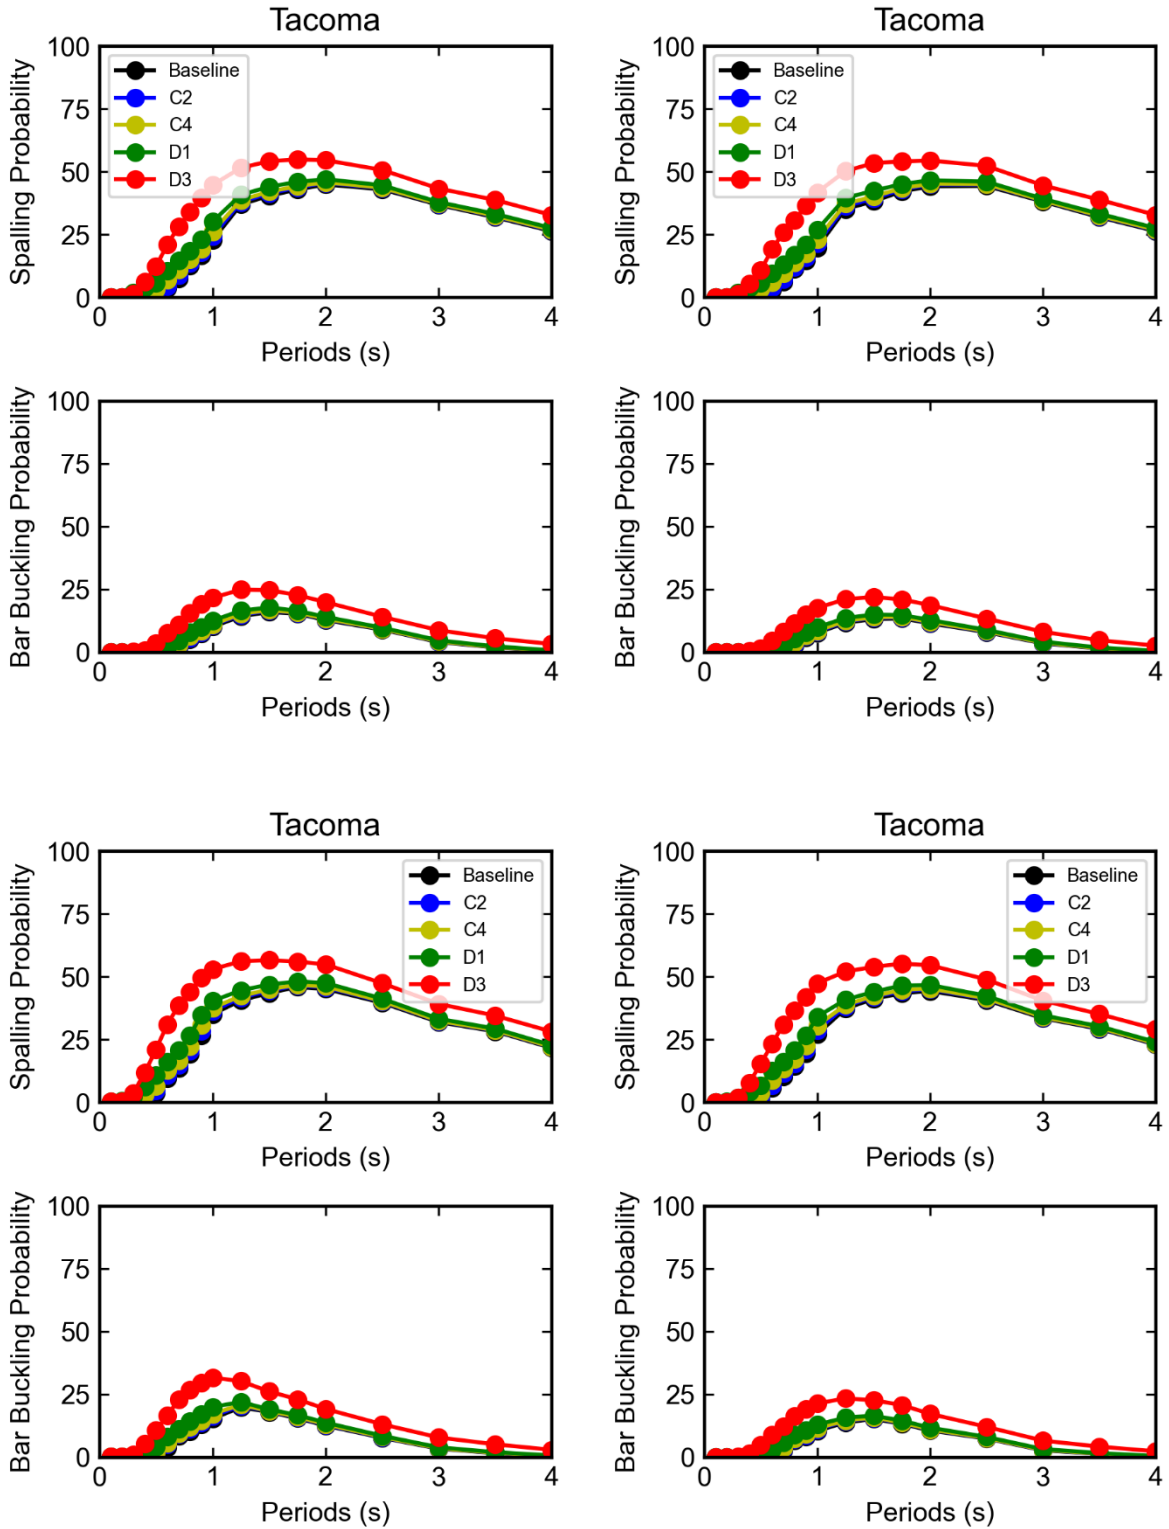 Tacoma
Spalling Probability
100
75
50
25
0
Baseline
C2
C4
D1
D3
0 1 2 3 4
Periods (s)
Tacoma
Spalling Probability
100
75
50
25
0
Baseline
C2
C4
D1
D3
0 1 2 3 4
Periods (s)
Bar Buckling Probability
100
75
50
25
0
0 1 2 3 4
Periods (s)
Bar Buckling Probability
100
75
50
25
0
0 1 2 3 4
Periods (s)
Tacoma
Spalling Probability
100
75
50
25
0
Baseline
C2
C4
D1
D3
0 1 2 3 4
Periods (s)
Tacoma
Spalling Probability
100
75
50
25
0
Baseline
C2
C4
D1
D3
0 1 2 3 4
Periods (s)
Bar Buckling Probability
100
75
50
25
0
0 1 2 3 4
Periods (s)
Bar Buckling Probability
100
75
50
25
0
0 1 2 3 4
Periods (s)